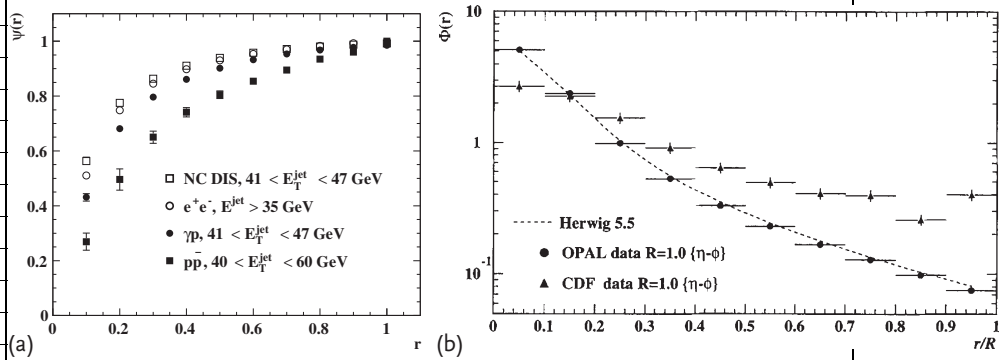 ψ(r)
1
0.8
0.6
0.4
0.2
0
0 0.2 0.4 0.6 0.8 1
r
□ NC DIS, 41 < E_T^jet < 47 GeV
○ e⁺e⁻, E^jet > 35 GeV
● γp, 41 < E_T^jet < 47 GeV
■ pp̄, 40 < E_T^jet < 60 GeV
(a)
Φ(r)
10
1
10⁻¹
0 0.1 0.2 0.3 0.4 0.5 0.6 0.7 0.8 0.9 1
r/R
Herwig 5.5
● OPAL data R=1.0 {η-ϕ}
▲ CDF data R=1.0 {η-ϕ}
(b)